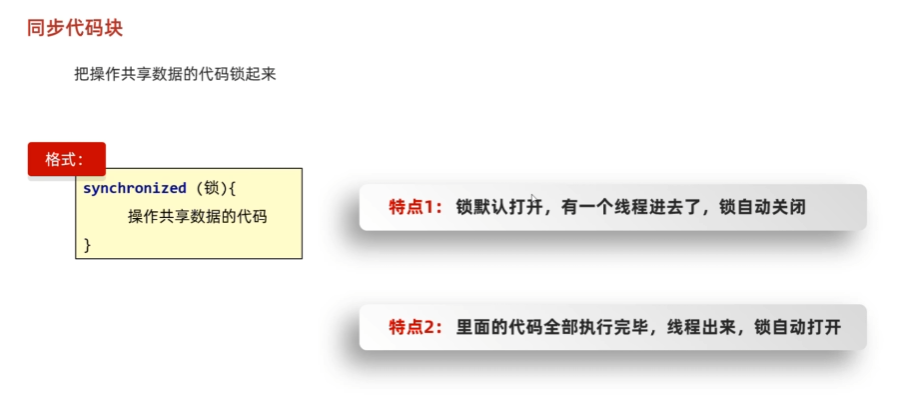 同步代码块
把操作共享数据的代码锁起来
格式：
synchronized (锁){
操作共享数据的代码
}
特点1： 锁默认打开，有一个线程进去了，锁自动关闭
特点2： 里面的代码全部执行完毕，线程出来，锁自动打开